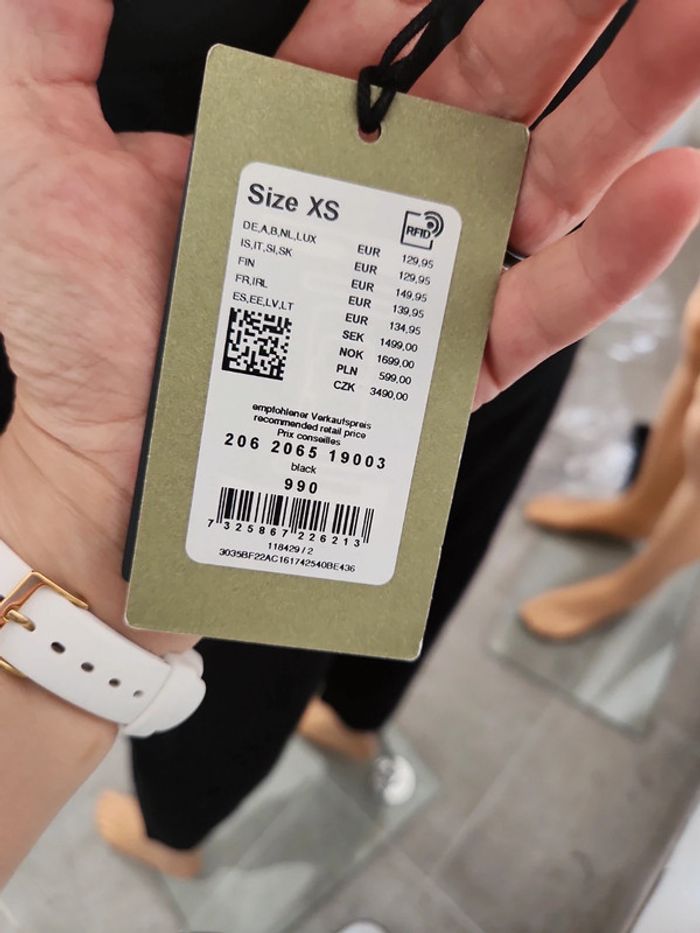 Size XS
RFID
DE,A,B,NL,LUX EUR 129,95
IS,IT,SI,SK EUR 129,95
FIN EUR 149,95
FR,IRL EUR 139,95
ES,EE,LV,LT EUR 134,95
SEK 1499,00
NOK 1699,00
PLN 599,00
CZK 3490,00
empfohlener Verkaufspreis
recommended retail price
Prix conseilles
206 2065 19003
black
990
7 325867 226213
118429 / 2
3035BF22AC161742540BE436